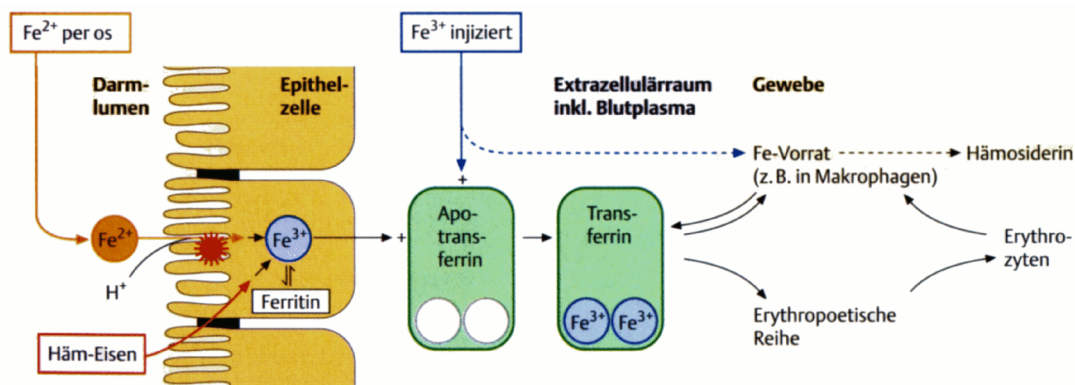 Fe²⁺ per os
Fe³⁺ injiziert
Darm-
lumen
Epithel-
zelle
Extrazellulärraum
inkl. Blutplasma
Gewebe
Fe-Vorrat
(z. B. in Makrophagen)
Hämosiderin
Fe²⁺
H⁺
Fe³⁺
Ferritin
Häm-Eisen
+
+
Apo-
trans-
ferrin
Trans-
ferrin
Fe³⁺ Fe³⁺
Erythro-
zyten
Erythropoetische
Reihe